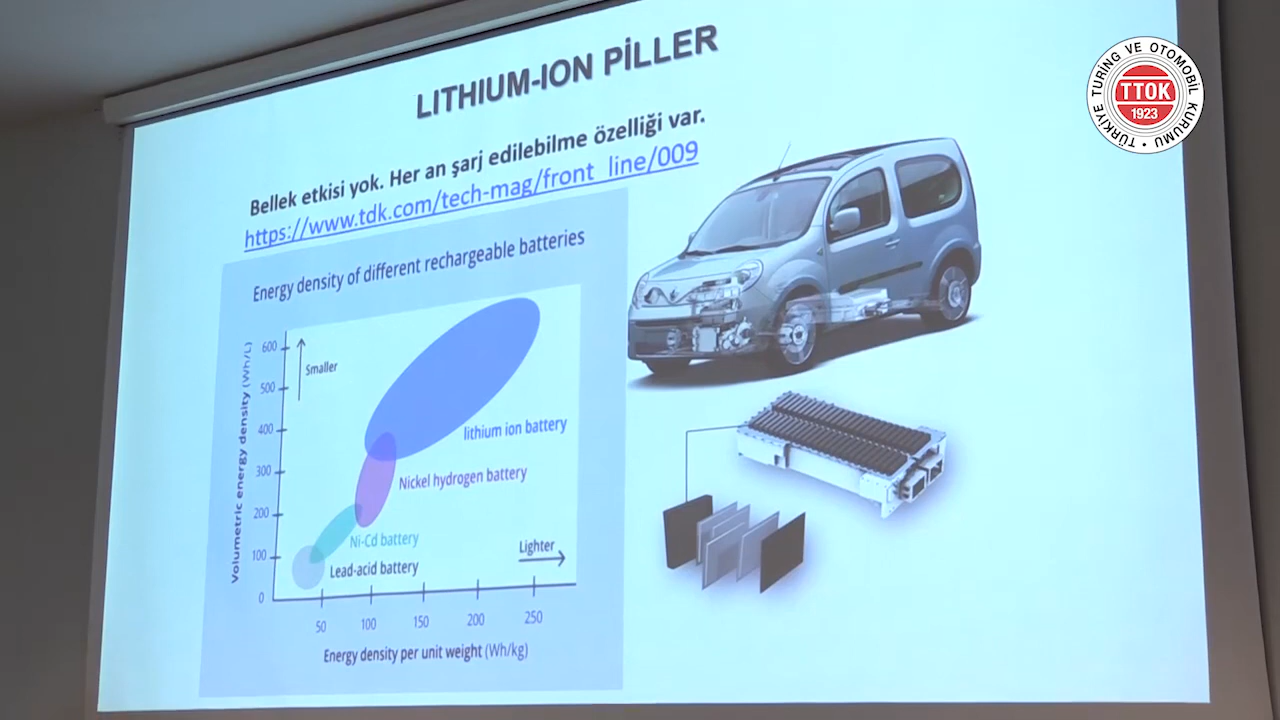 LITHIUM-ION PİLLER
Bellek etkisi yok. Her an şarj edilebilme özelliği var.
https://www.tdk.com/tech-mag/front_line/009
Energy density of different rechargeable batteries
Volumetric energy density (Wh/L)
600
500
400
300
200
100
0
Smaller
lithium ion battery
Nickel hydrogen battery
Ni-Cd battery
Lead-acid battery
Lighter
50 100 150 200 250
Energy density per unit weight (Wh/kg)
TÜRKİYE TURİNG VE OTOMOBİL KURUMU
TTOK
1923